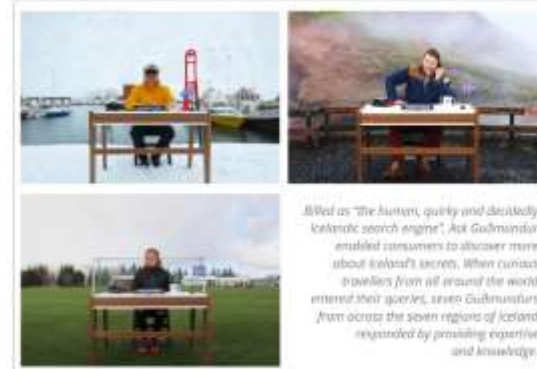 Billed as "the human, quirky and decidedly
Icelandic search engine", Ask Guðmundur
enabled consumers to discover more
about Iceland's secrets. When curious
travellers from all around the world
entered their queries, seven Guðmundurs
from across the seven regions of Iceland
responded by providing expertise
and knowledge.